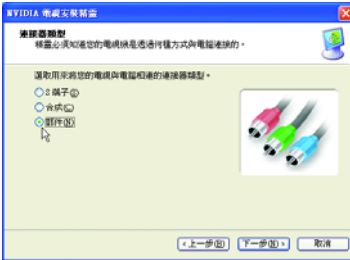 NVIDIA 電視安裝精靈
連接器類型
精靈必須知道您的電視機是透過何種方式與電腦連接的。
選取用來將您的電視與電腦相連的連接器類型。
S 端子(S)
合成(C)
部件(N)
<上一步(B)
下一步(N)>
取消